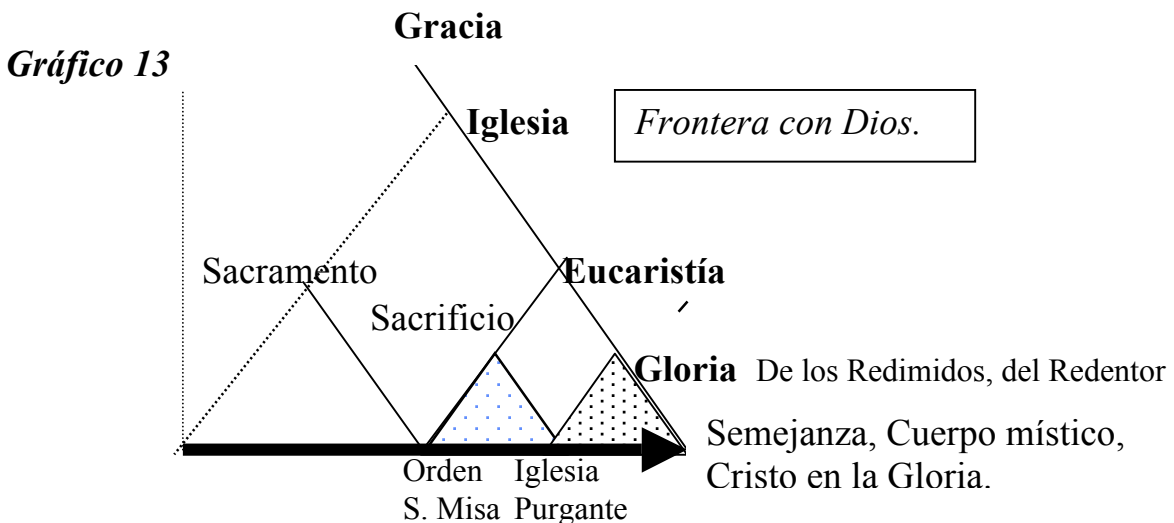 Gracia
Gráfico 13
Iglesia
Frontera con Dios.
Sacramento
Eucaristía
Sacrificio
Gloria De los Redimidos, del Redentor
Semejanza, Cuerpo místico,
Cristo en la Gloria.
Orden Iglesia
S. Misa Purgante